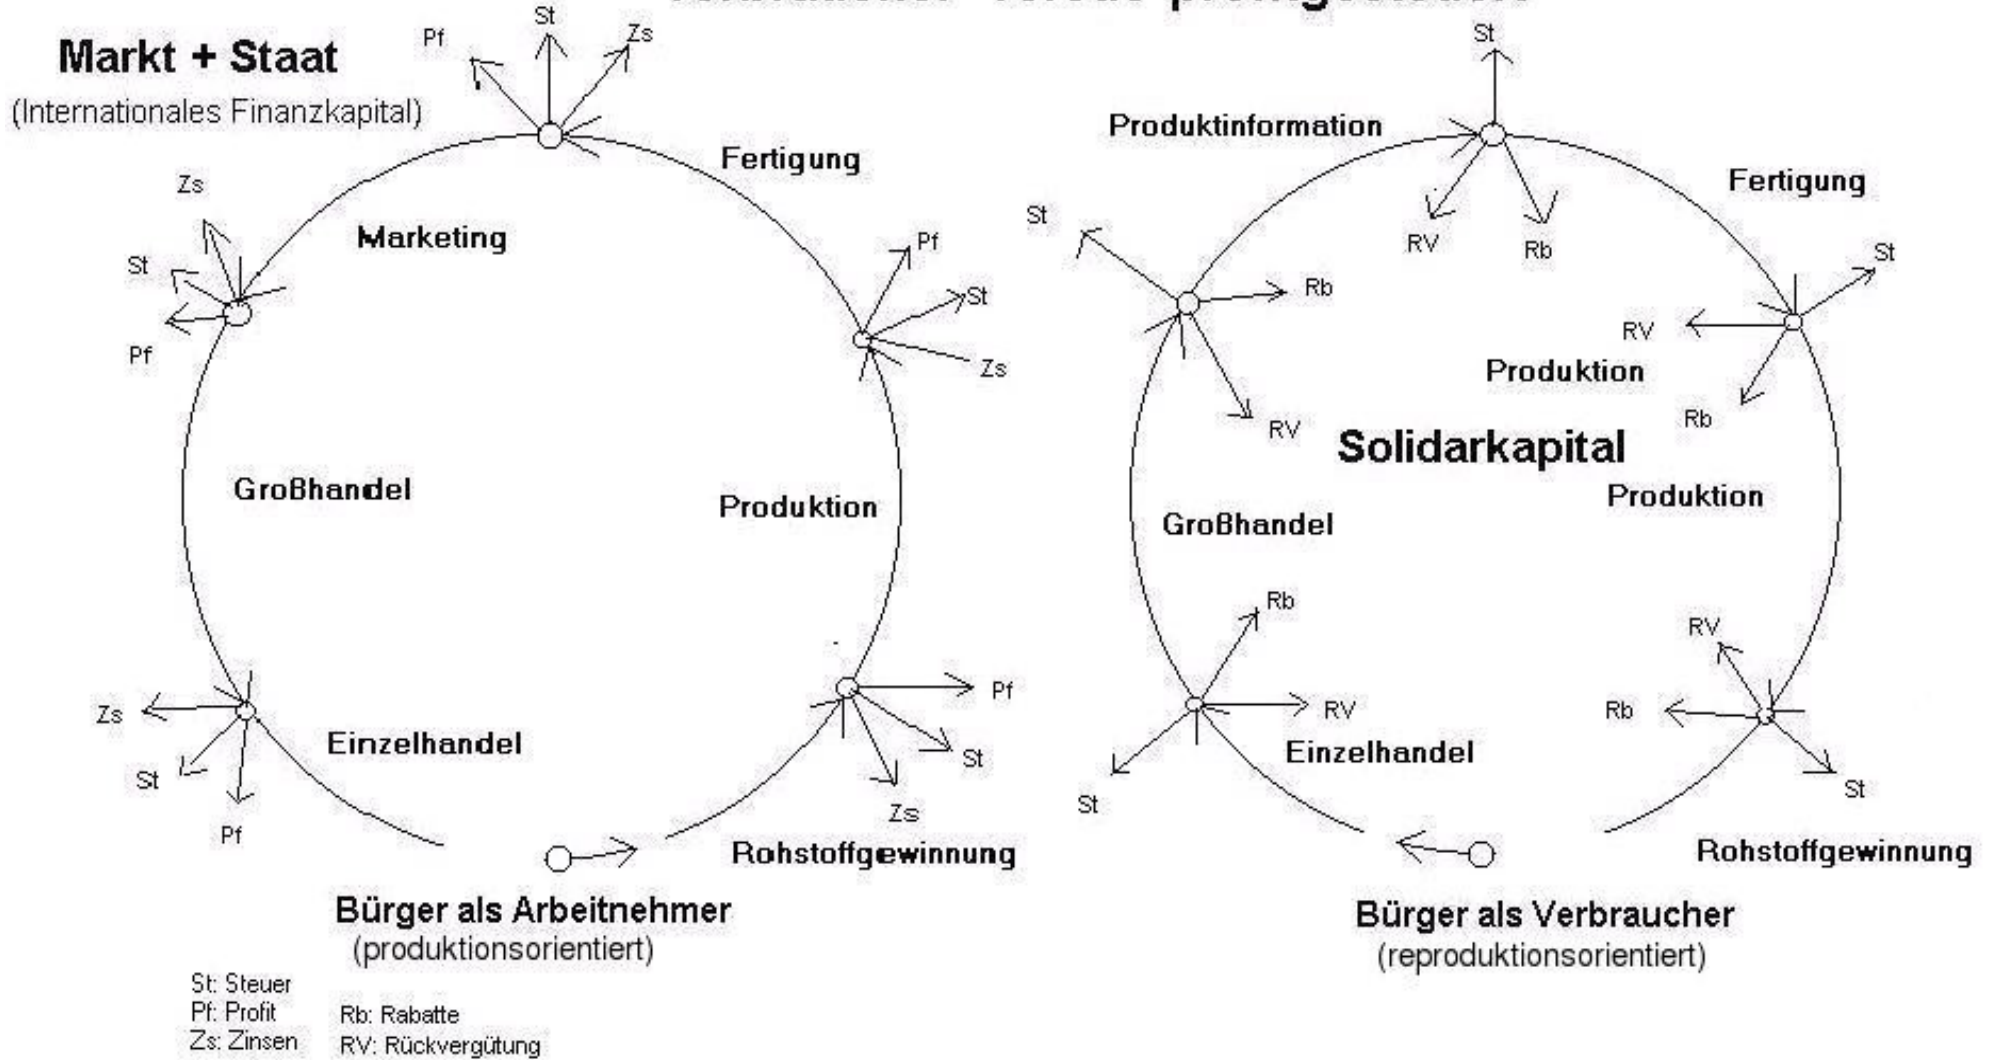 Markt + Staat
(Internationales Finanzkapital)
Pf
St
Zs
Fertigung
Zs
St
Pf
Marketing
Pf
St
Zs
Großhandel
Produktion
Zs
St
Pf
Einzelhandel
Pf
St
Zs
Rohstoffgewinnung
Bürger als Arbeitnehmer
(produktionsorientiert)
St
Produktinformation
RV
Rb
Fertigung
St
Rb
RV
St
RV
Rb
Produktion
Solidarkapital
Großhandel
Produktion
Rb
RV
St
Einzelhandel
RV
Rb
St
Rohstoffgewinnung
Bürger als Verbraucher
(reproduktionsorientiert)
St: Steuer
Pf: Profit
Zs: Zinsen
Rb: Rabatte
RV: Rückvergütung